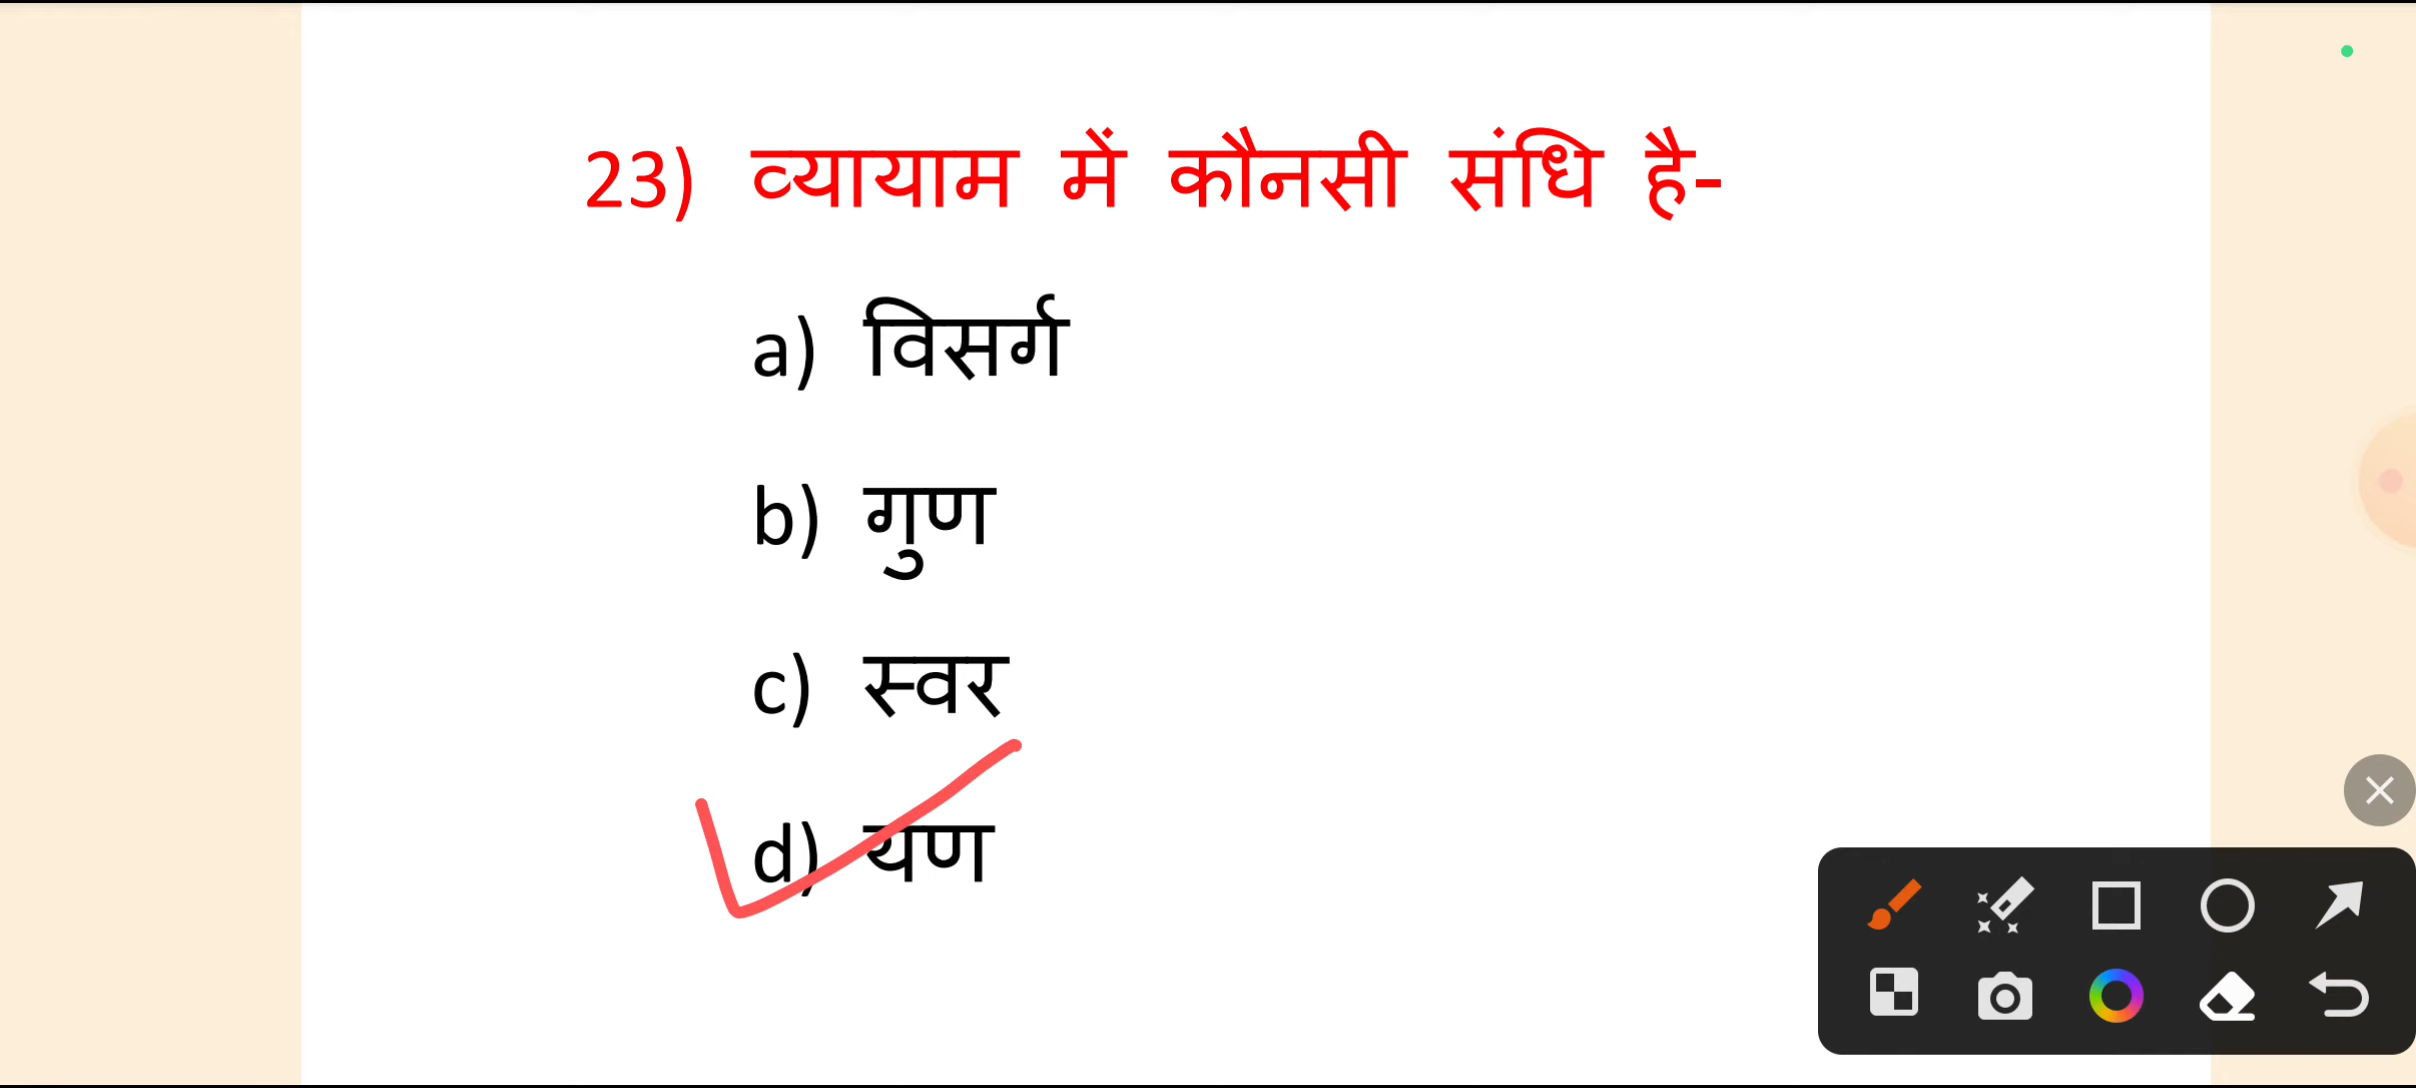 23) व्यायाम में कौनसी संधि है-
a) विसर्ग
b) गुण
c) स्वर
d) यण